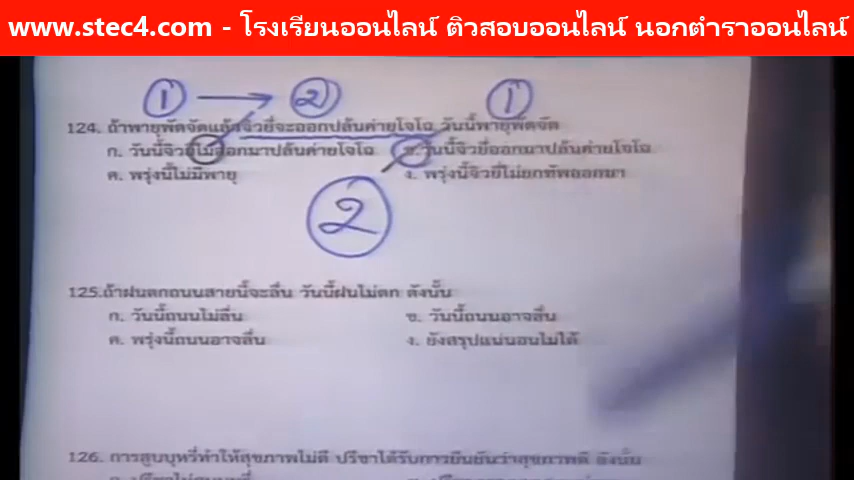 www.stec4.com - โรงเรียนออนไลน์ ติวสอบออนไลน์ นอกตำราออนไลน์
1 → 2 1
124. ถ้าพายุพัดจัดแล้วจิวยี่จะออกปล้นค่ายโจโฉ วันนี้พายุพัดจัด
ก. วันนี้จิวยี่ไม่ออกมาปล้นค่ายโจโฉ ข. วันนี้จิวยี่ออกมาปล้นค่ายโจโฉ
ค. พรุ่งนี้ไม่มีพายุ ง. พรุ่งนี้จิวยี่ไม่ยกทัพออกมา
2
125.ถ้าฝนตกถนนสายนี้จะลื่น วันนี้ฝนไม่ตก ดังนั้น
ก. วันนี้ถนนไม่ลื่น ข. วันนี้ถนนอาจลื่น
ค. พรุ่งนี้ถนนอาจลื่น ง. ยังสรุปแน่นอนไม่ได้
126. การสูบบุหรี่ทำให้สุขภาพไม่ดี ปรีชาได้รับการยืนยันว่าสุขภาพดี ดังนั้น